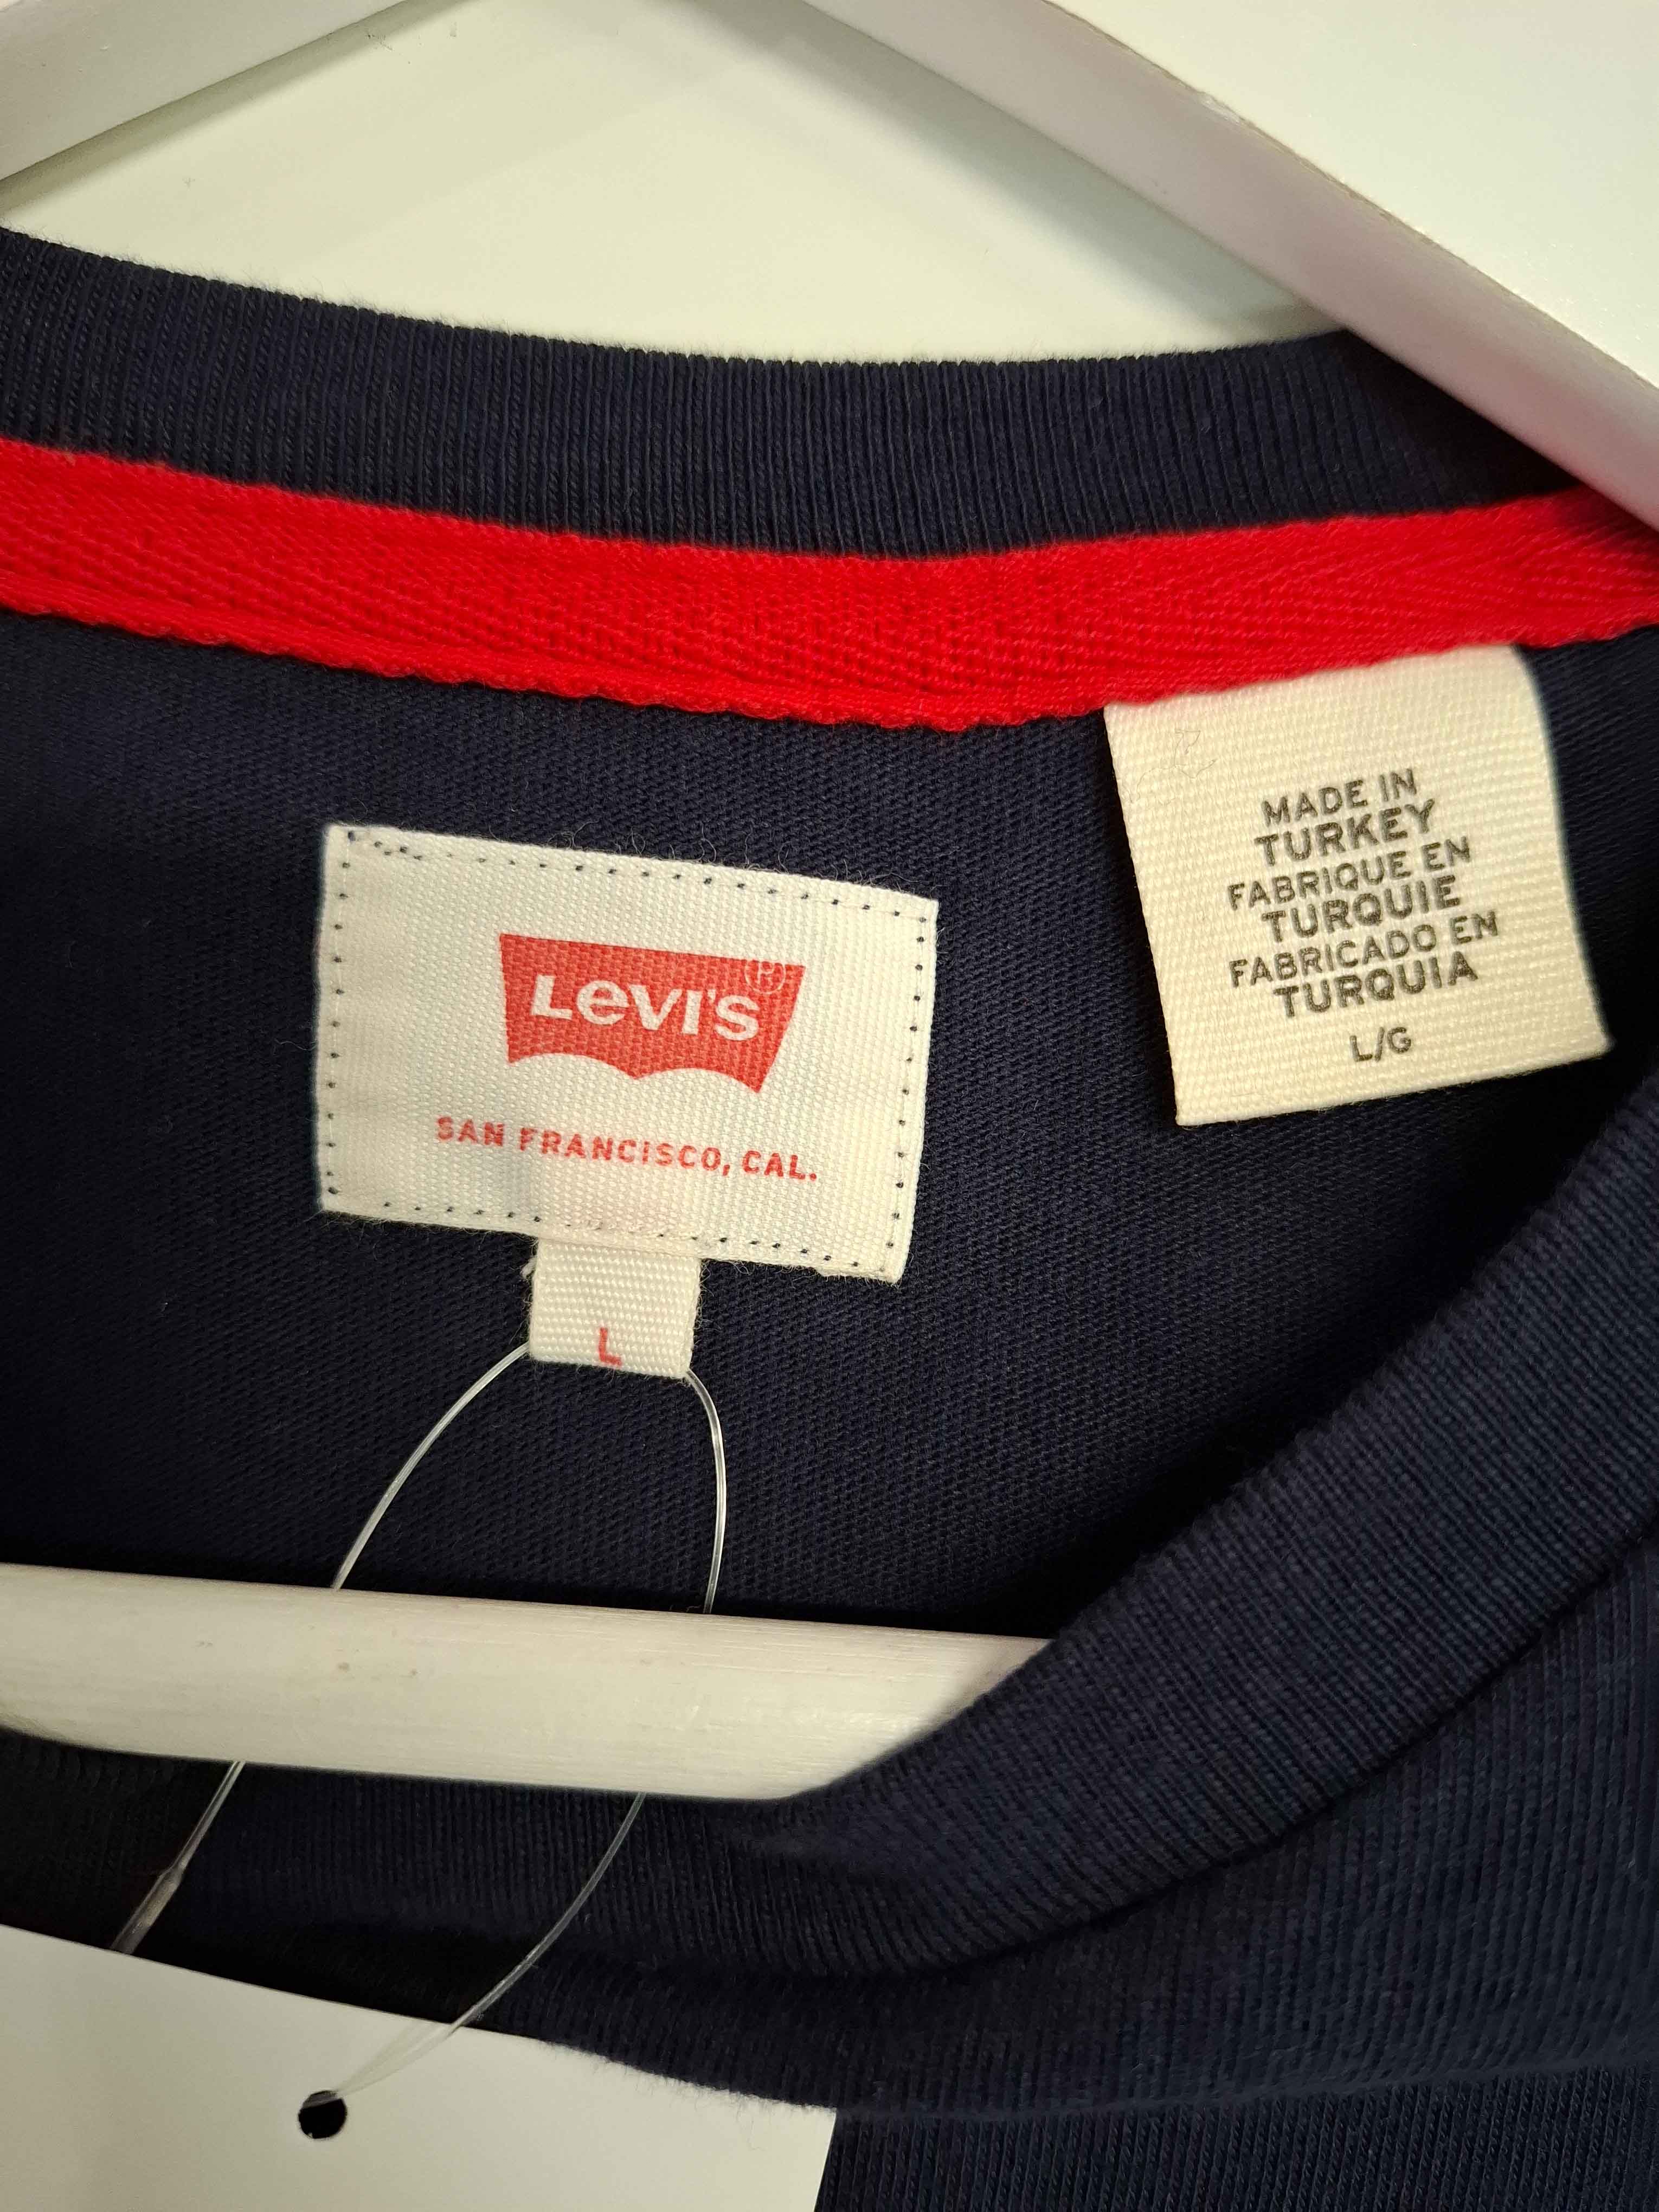 Levi's®
SAN FRANCISCO, CAL.
L
MADE IN
TURKEY
FABRIQUE EN
TURQUIE
FABRICADO EN
TURQUIA
L/G